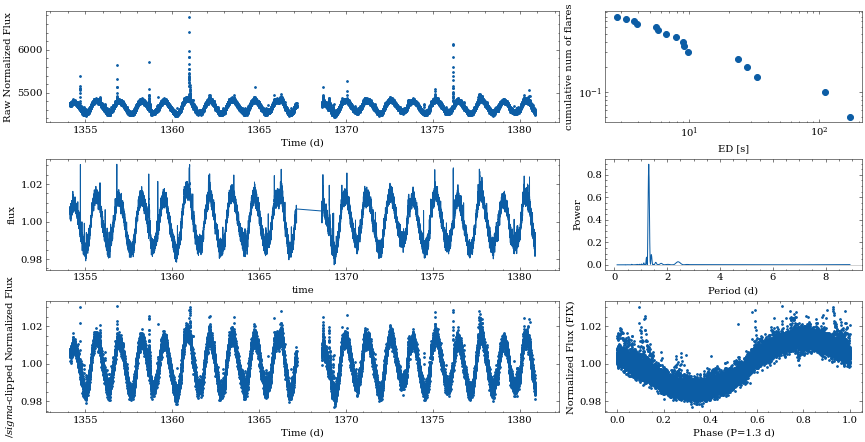 Raw Normalized Flux
6000
5500
1355 1360 1365 1370 1375 1380
Time (d)
cumulative num of flares
10⁻¹
10¹ 10²
ED [s]
flux
1.02
1.00
0.98
1355 1360 1365 1370 1375 1380
time
Power
0.8
0.6
0.4
0.2
0.0
0 2 4 6 8
Period (d)
/sigma-clipped Normalized Flux
1.02
1.00
0.98
1355 1360 1365 1370 1375 1380
Time (d)
Normalized Flux (FIX)
1.02
1.00
0.98
0.0 0.2 0.4 0.6 0.8 1.0
Phase (P=1.3 d)